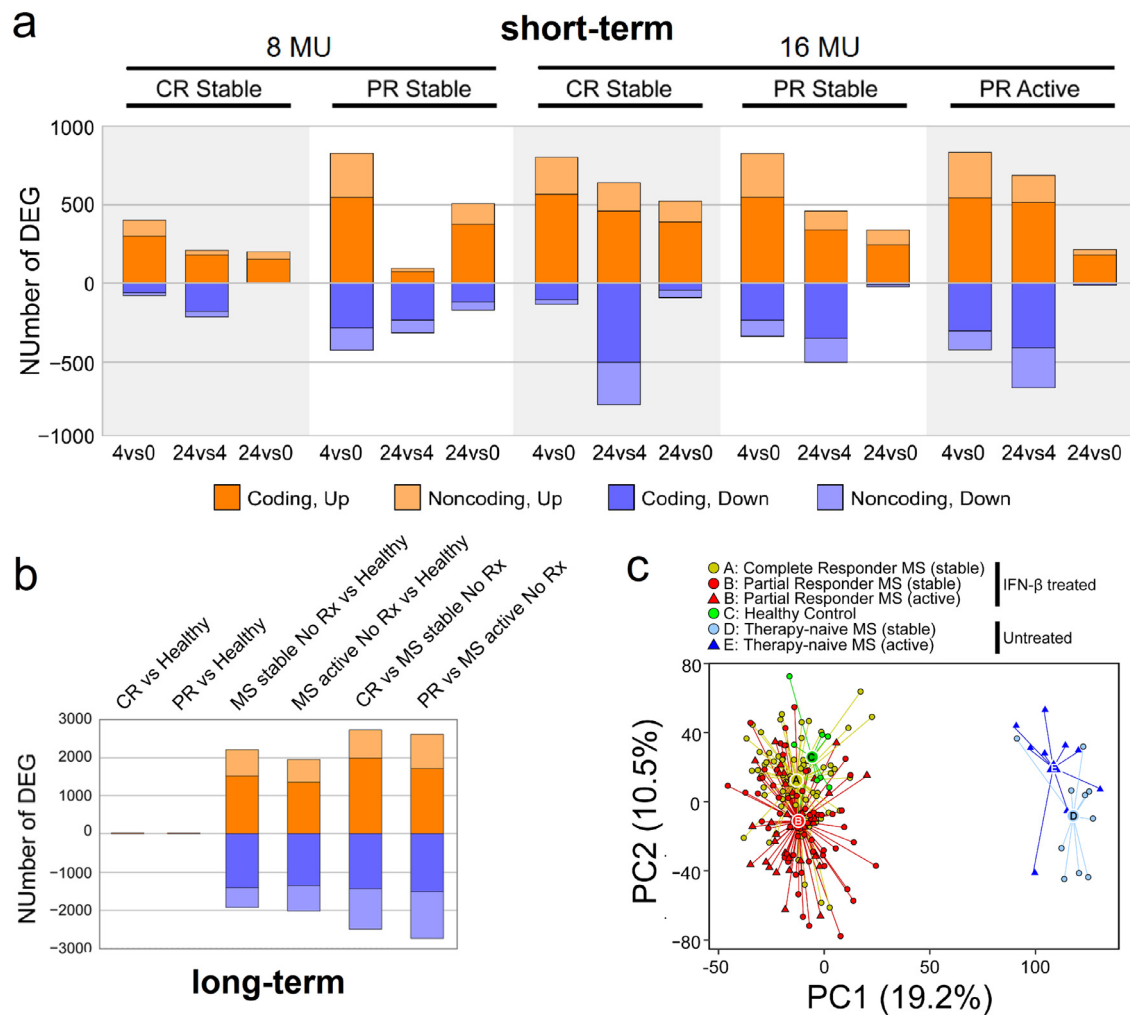 a
short-term
8 MU 16 MU
CR Stable PR Stable CR Stable PR Stable PR Active
NUmber of DEG
1000
500
0
−500
−1000
4vs0 24vs4 24vs0 4vs0 24vs4 24vs0 4vs0 24vs4 24vs0 4vs0 24vs4 24vs0 4vs0 24vs4 24vs0
Coding, Up Noncoding, Up Coding, Down Noncoding, Down
b
CR vs Healthy
PR vs Healthy
MS stable No Rx vs Healthy
MS active No Rx vs Healthy
CR vs MS stable No Rx
PR vs MS active No Rx
NUmber of DEG
3000
2000
1000
0
−1000
−2000
−3000
long-term
c
A: Complete Responder MS (stable)
B: Partial Responder MS (stable)
B: Partial Responder MS (active)
C: Healthy Control
D: Therapy-naive MS (stable)
E: Therapy-naive MS (active)
IFN-β treated
Untreated
PC2 (10.5%)
80
40
0
−40
−80
C
A
B
E
D
-50 0 50 100
PC1 (19.2%)